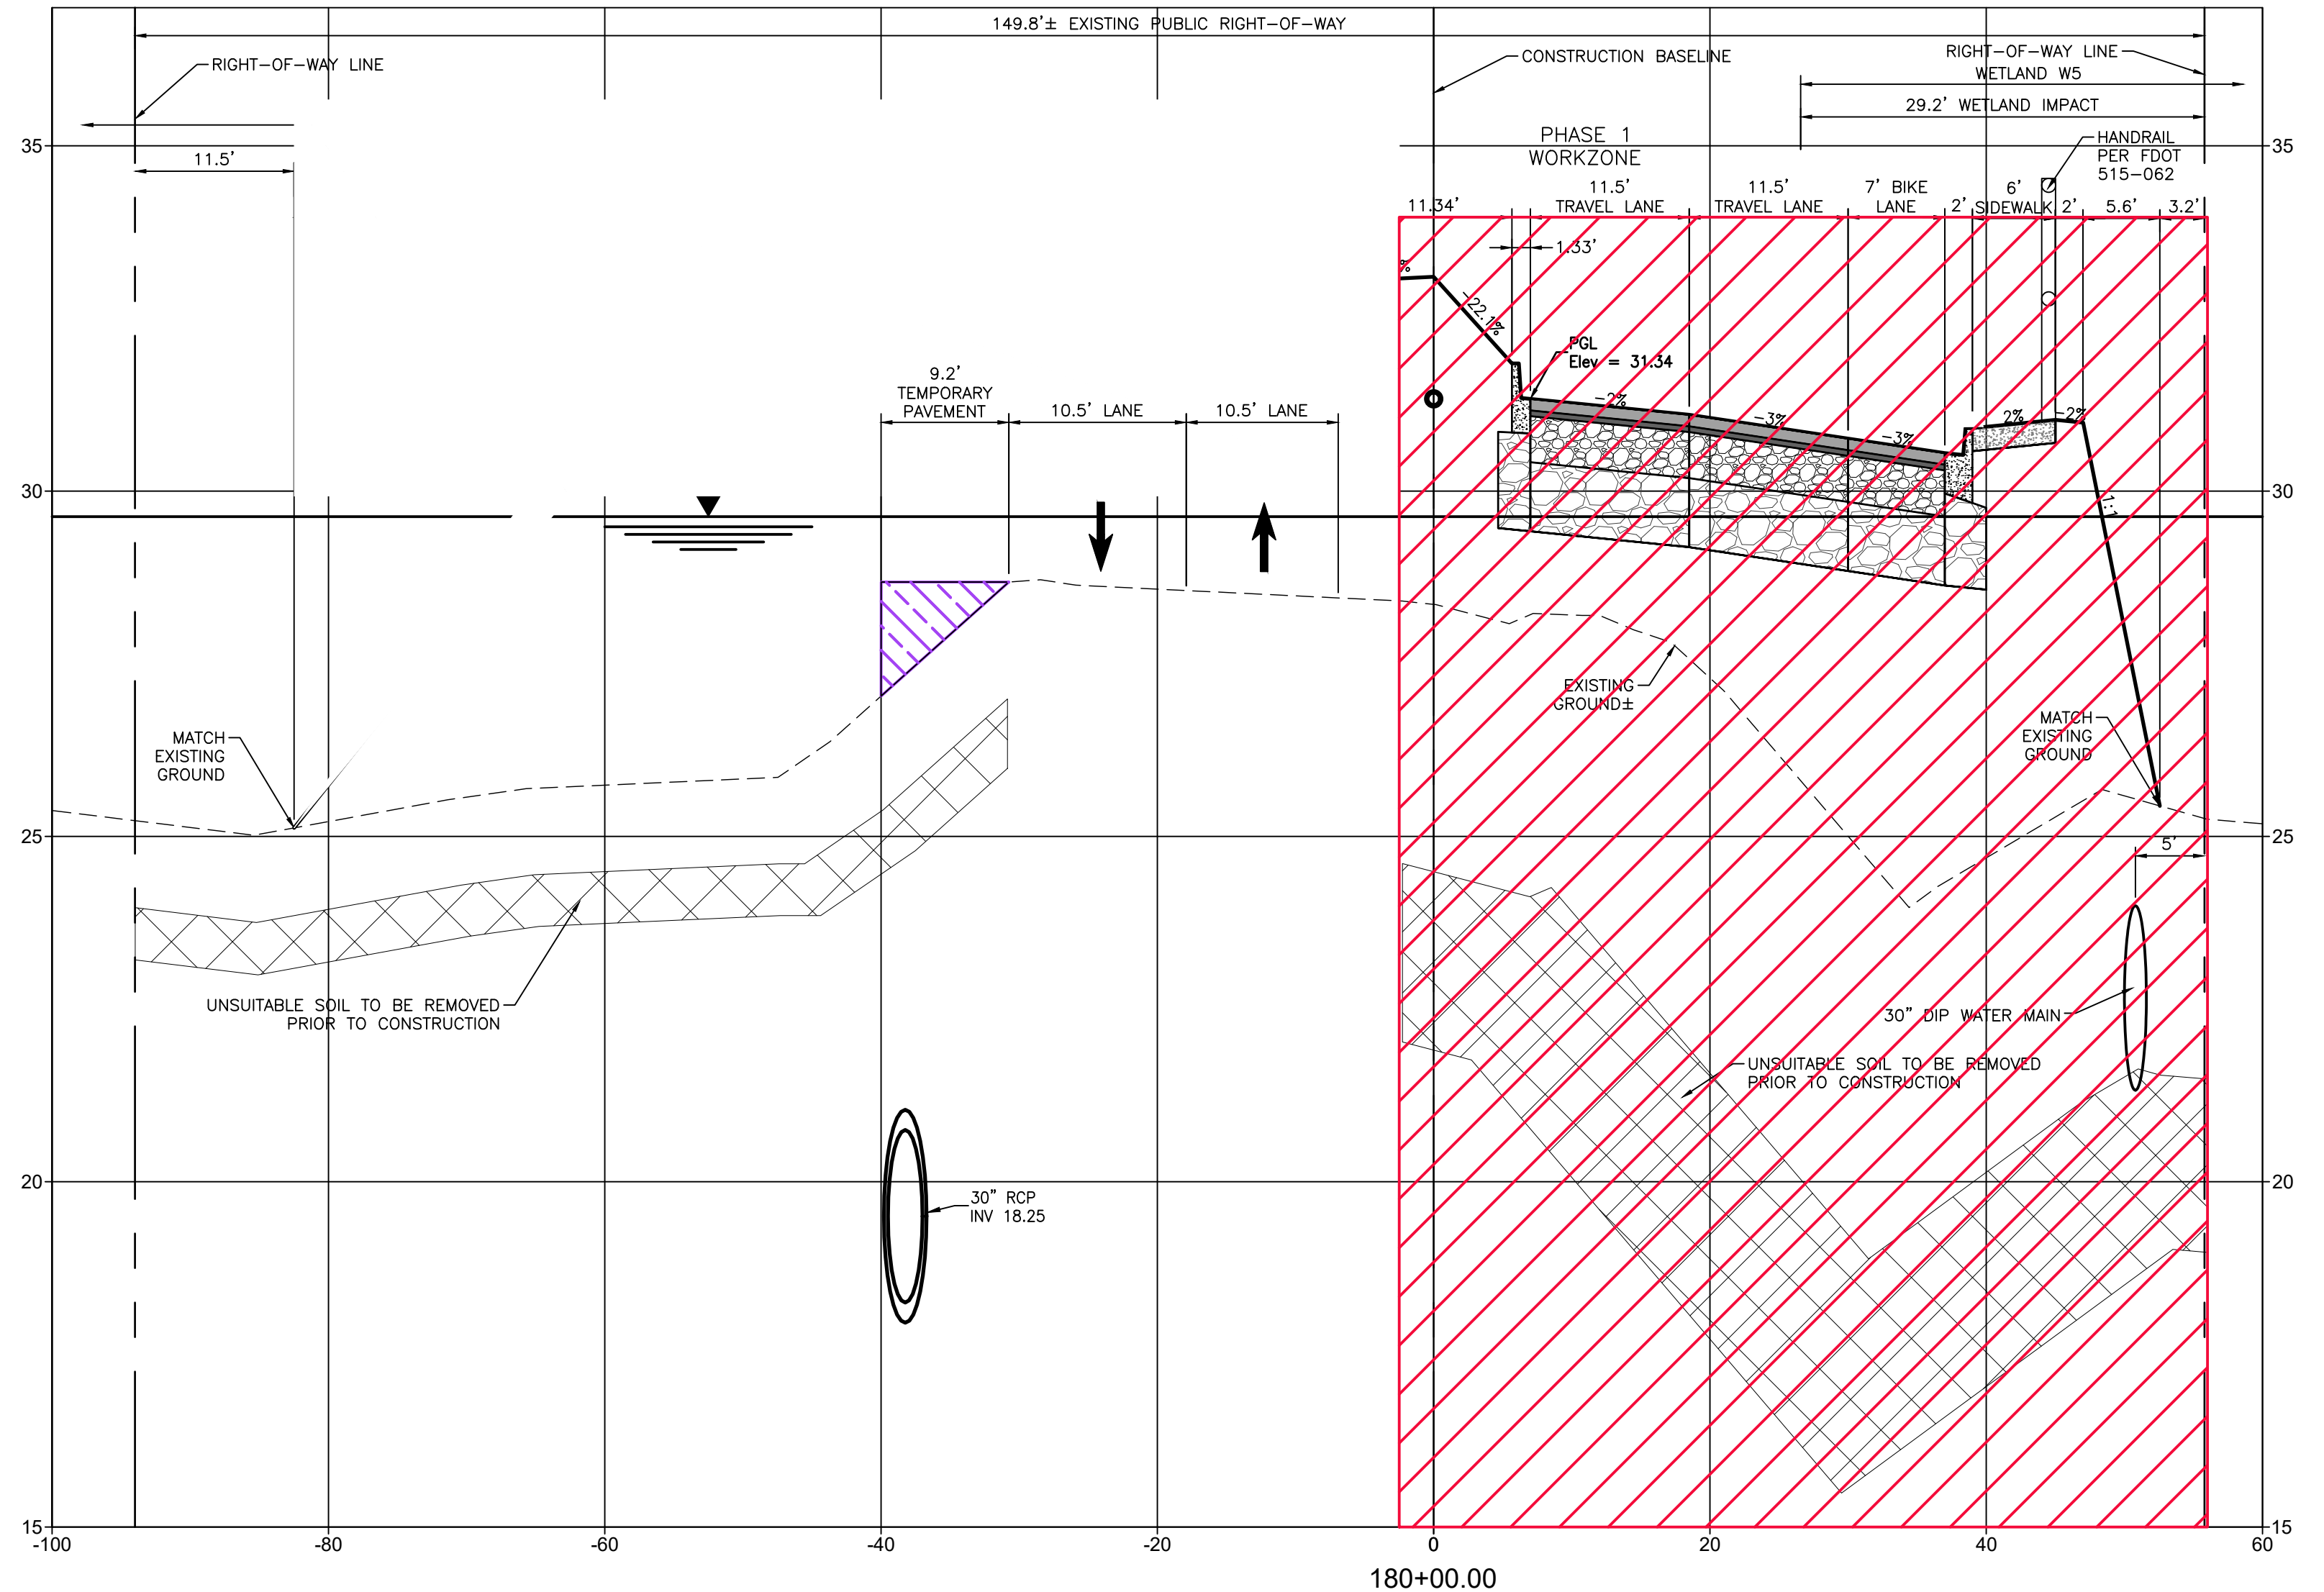 149.8'± EXISTING PUBLIC RIGHT-OF-WAY
RIGHT-OF-WAY LINE
CONSTRUCTION BASELINE
RIGHT-OF-WAY LINE
WETLAND W5
29.2' WETLAND IMPACT
PHASE 1
WORKZONE
HANDRAIL
PER FDOT
515-062
35
35
11.5'
11.34'
11.5'
TRAVEL LANE
11.5'
TRAVEL LANE
7' BIKE
LANE
2'
6'
SIDEWALK
2'
5.6'
3.2'
1.33'
%
-22.1%
PGL
Elev = 31.34
9.2'
TEMPORARY
PAVEMENT
10.5' LANE
10.5' LANE
-2%
-3%
-3%
2%
-2%
30
30
1:1
EXISTING
GROUND±
MATCH
EXISTING
GROUND
MATCH
EXISTING
GROUND
25
25
5'
UNSUITABLE SOIL TO BE REMOVED
PRIOR TO CONSTRUCTION
30" DIP WATER MAIN
UNSUITABLE SOIL TO BE REMOVED
PRIOR TO CONSTRUCTION
20
20
30" RCP
INV 18.25
15
15
-100
-80
-60
-40
-20
0
20
40
60
180+00.00